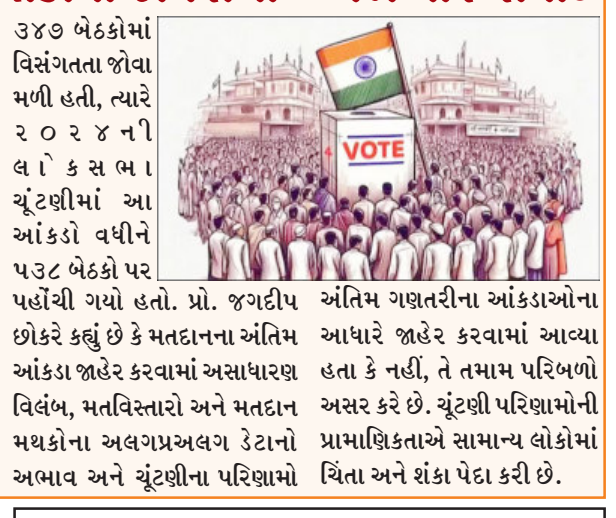 ૩૪૭ બેઠકોમાં
વિસંગતતા જોવા
મળી હતી, ત્યારે
૨૦૨૪ની
લોકસભા
ચૂંટણીમાં આ
આંકડો વધીને
૫૩૮ બેઠકો પર
પહોંચી ગયો હતો. પ્રો. જગદીપ
છોકરે કહ્યું છે કે મતદાનના અંતિમ
આંકડા જાહેર કરવામાં અસાધારણ
વિલંબ, મતવિસ્તારો અને મતદાન
મથકોના અલગપ્રઅલગ ડેટાનો
અભાવ અને ચૂંટણીના પરિણામો
VOTE
અંતિમ ગણતરીના આંકડાઓના
આધારે જાહેર કરવામાં આવ્યા
હતા કે નહીં, તે તમામ પરિબળો
અસર કરે છે. ચૂંટણી પરિણામોની
પ્રામાણિકતાએ સામાન્ય લોકોમાં
ચિંતા અને શંકા પેદા કરી છે.